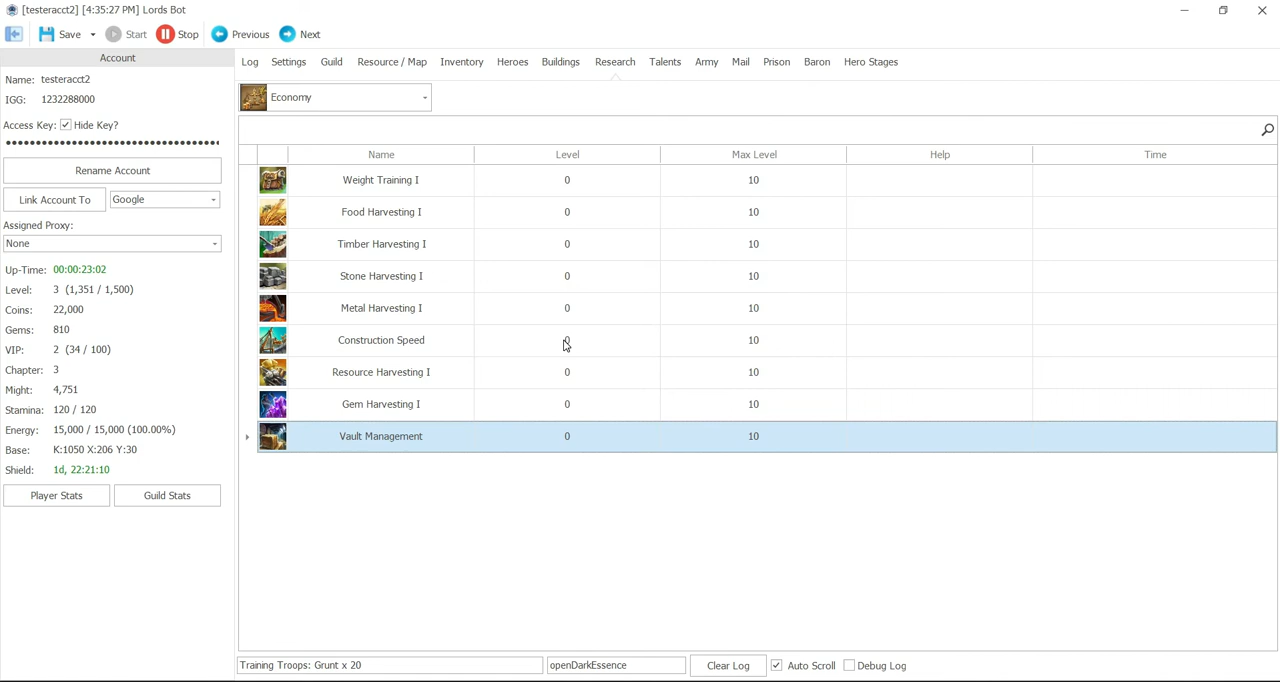 [testeracct2] [4:35:27 PM] Lords Bot
Save Start Stop Previous Next
Account
Name: testeracct2
IGG: 1232288000
Access Key: Hide Key?
Rename Account
Link Account To Google
Assigned Proxy:
None
Up-Time: 00:00:23:02
Level: 3 (1,351 / 1,500)
Coins: 22,000
Gems: 810
VIP: 2 (34 / 100)
Chapter: 3
Might: 4,751
Stamina: 120 / 120
Energy: 15,000 / 15,000 (100.00%)
Base: K:1050 X:206 Y:30
Shield: 1d, 22:21:10
Player Stats Guild Stats
Log Settings Guild Resource / Map Inventory Heroes Buildings Research Talents Army Mail Prison Baron Hero Stages
Economy
Name Level Max Level Help Time
Weight Training I 0 10
Food Harvesting I 0 10
Timber Harvesting I 0 10
Stone Harvesting I 0 10
Metal Harvesting I 0 10
Construction Speed 0 10
Resource Harvesting I 0 10
Gem Harvesting I 0 10
Vault Management 0 10
Training Troops: Grunt x 20 openDarkEssence Clear Log Auto Scroll Debug Log